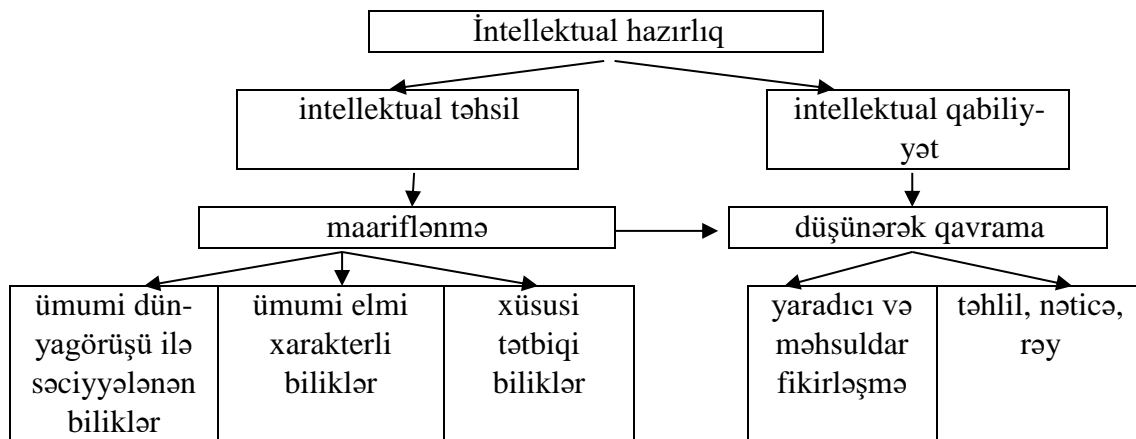 İntellektual hazırlıq
intellektual təhsil
intellektual qabiliy-
yət
maariflənmə
düşünərək qavrama
ümumi dün-
yagörüşü ilə
səciyyələnən
biliklər
ümumi elmi
xarakterli
biliklər
xüsusi
tətbiqi
biliklər
yaradıcı və
məhsuldar
fikirləşmə
təhlil, nəticə,
rəy